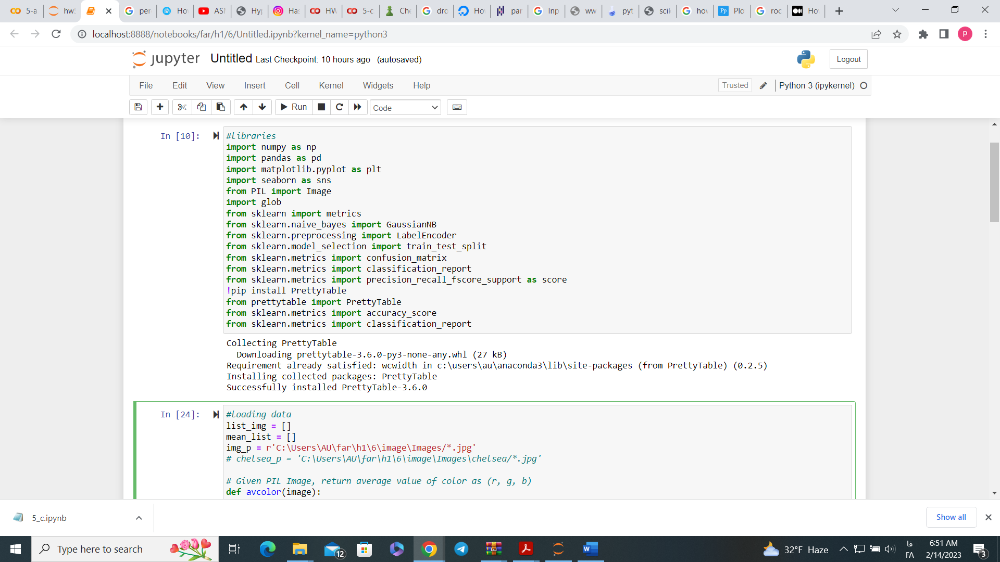 5-a
hw5
per
Ho
ASM
Hyp
Has
HW
5-c
Che
dro
Ho
par
Inp
ww
pyt
scik
how
Plo
roc
Ho
localhost:8888/notebooks/far/h1/6/Untitled.ipynb?kernel_name=python3
P
jupyter Untitled Last Checkpoint: 10 hours ago (autosaved)
Logout
File Edit View Insert Cell Kernel Widgets Help
Trusted Python 3 (ipykernel)
Run Code
In [10]:
#libraries
import numpy as np
import pandas as pd
import matplotlib.pyplot as plt
import seaborn as sns
from PIL import Image
import glob
from sklearn import metrics
from sklearn.naive_bayes import GaussianNB
from sklearn.preprocessing import LabelEncoder
from sklearn.model_selection import train_test_split
from sklearn.metrics import confusion_matrix
from sklearn.metrics import classification_report
from sklearn.metrics import precision_recall_fscore_support as score
!pip install PrettyTable
from prettytable import PrettyTable
from sklearn.metrics import accuracy_score
from sklearn.metrics import classification_report
Collecting PrettyTable
Downloading prettytable-3.6.0-py3-none-any.whl (27 kB)
Requirement already satisfied: wcwidth in c:\users\au\anaconda3\lib\site-packages (from PrettyTable) (0.2.5)
Installing collected packages: PrettyTable
Successfully installed PrettyTable-3.6.0
In [24]:
#loading data
list_img = []
mean_list = []
img_p = r'C:\Users\AU\far\h1\6\image\Images/*.jpg'
# chelsea_p = 'C:\Users\AU\far\h1\6\image\Images\chelsea/*.jpg'
# Given PIL Image, return average value of color as (r, g, b)
def avcolor(image):
5_c.ipynb
Show all
Type here to search
12
32°F Haze
فا
FA
6:51 AM
2/14/2023
3